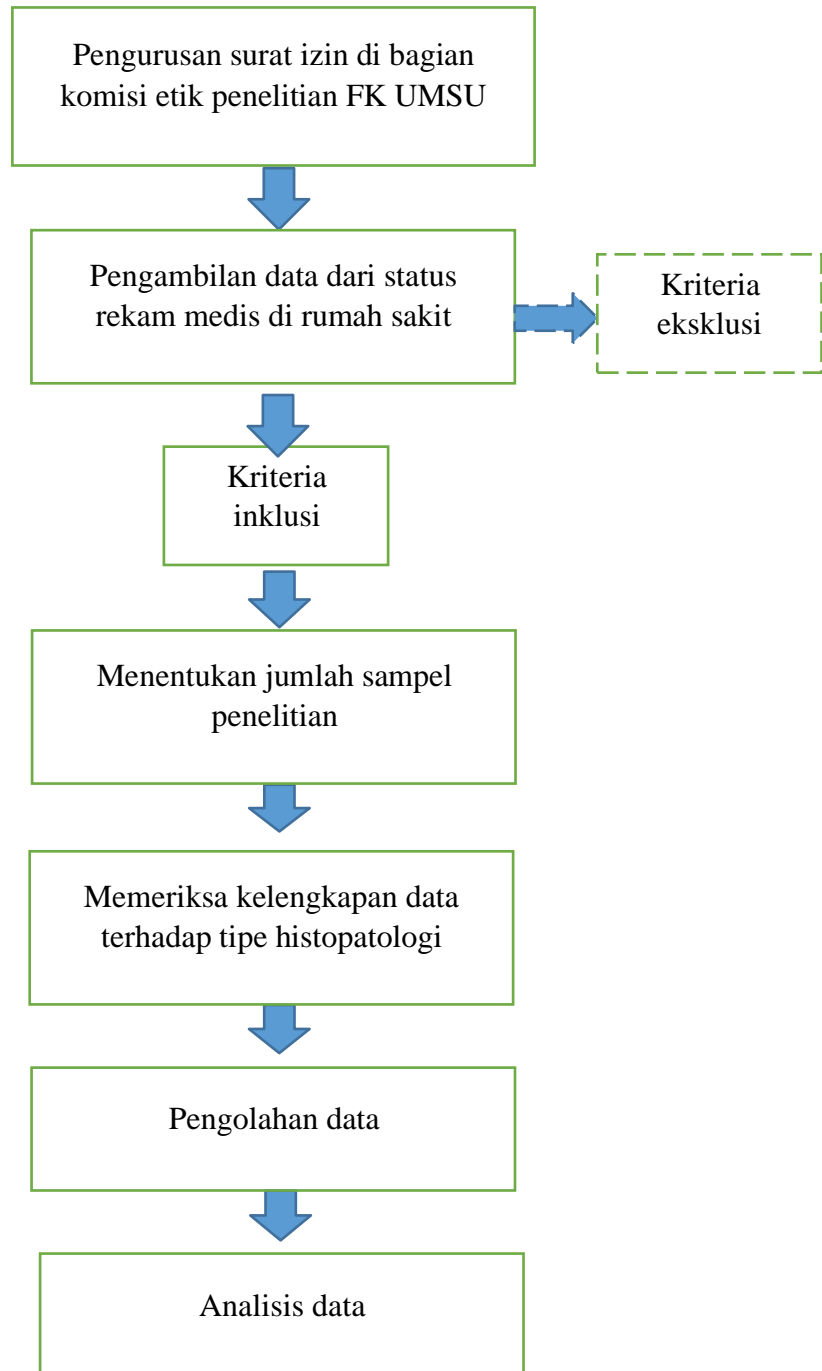 Pengurusan surat izin di bagian
komisi etik penelitian FK UMSU
Pengambilan data dari status
rekam medis di rumah sakit
Kriteria
eksklusi
Kriteria
inklusi
Menentukan jumlah sampel
penelitian
Memeriksa kelengkapan data
terhadap tipe histopatologi
Pengolahan data
Analisis data